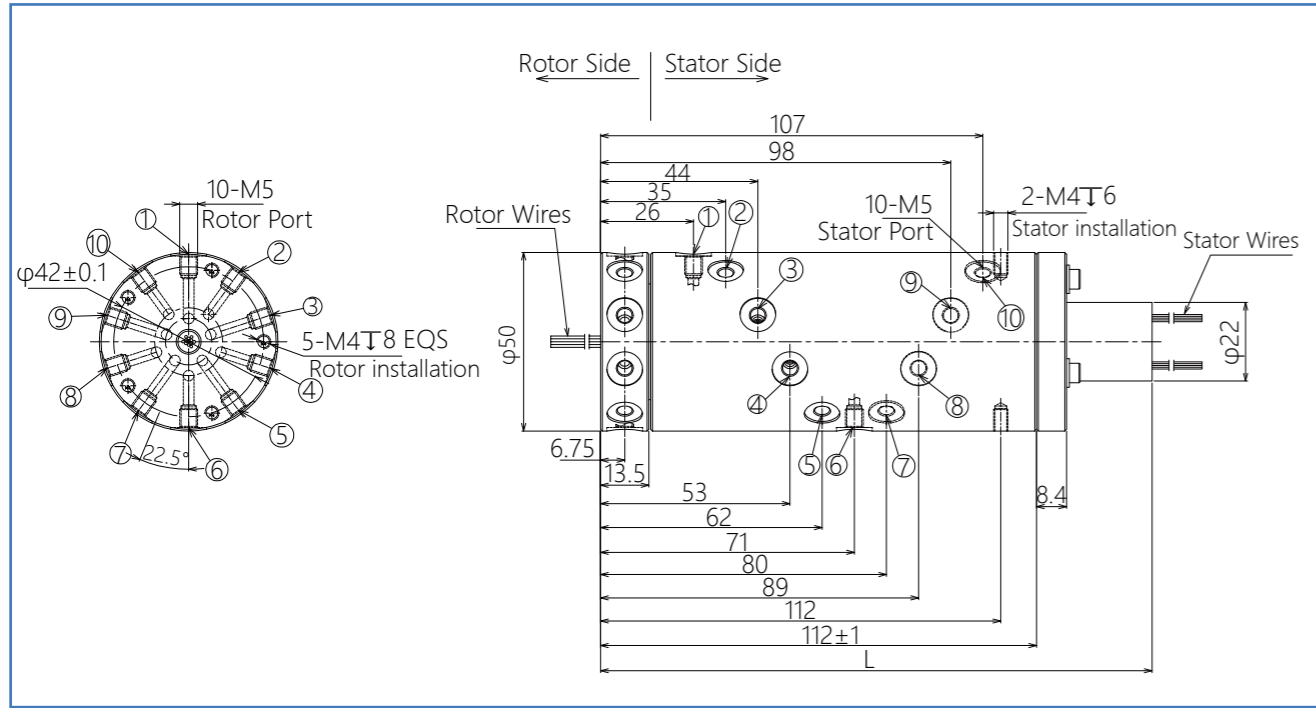 Rotor Side
Stator Side
107
98
44
35
26
10-M5
Rotor Port
①
②
③
④
⑤
⑥
⑦
⑧
⑨
⑩
φ42±0.1
5-M4↧8 EQS
Rotor installation
22.5°
Rotor Wires
10-M5
Stator Port
2-M4↧6
Stator installation
Stator Wires
①
②
③
⑨
⑩
④
⑧
⑤
⑥
⑦
φ50
φ22
6.75
13.5
8.4
53
62
71
80
89
112
112±1
L